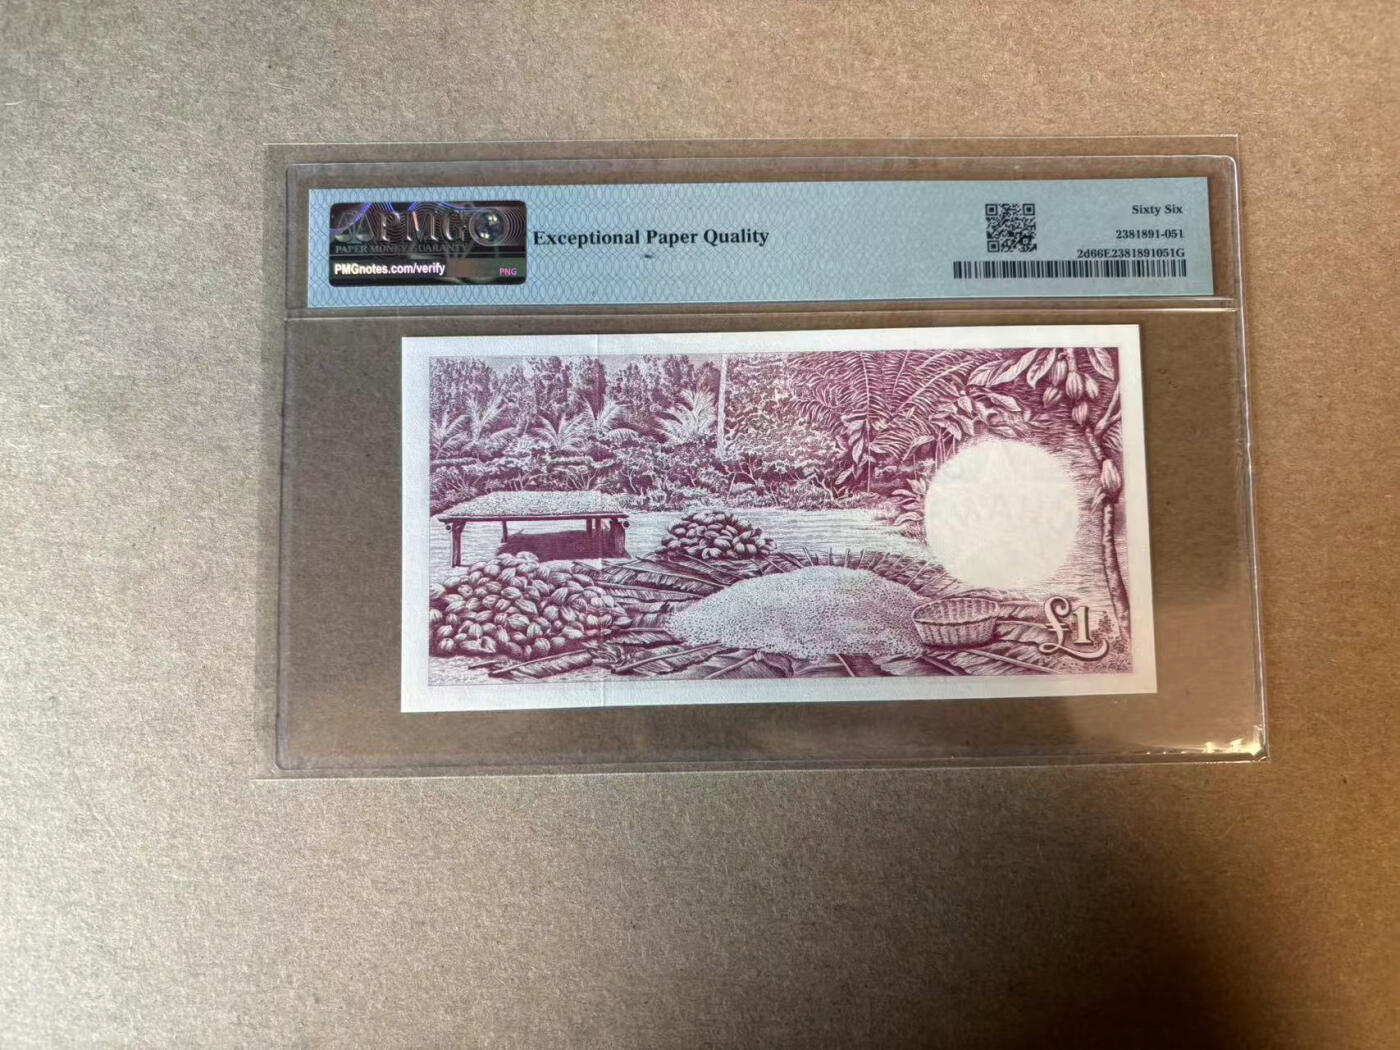 PMG
PAPER MONEY GUARANTY
PMGnotes.com/verify
PNG
Exceptional Paper Quality
Sixty Six
2381891-051
2d66E2381891051G
£1